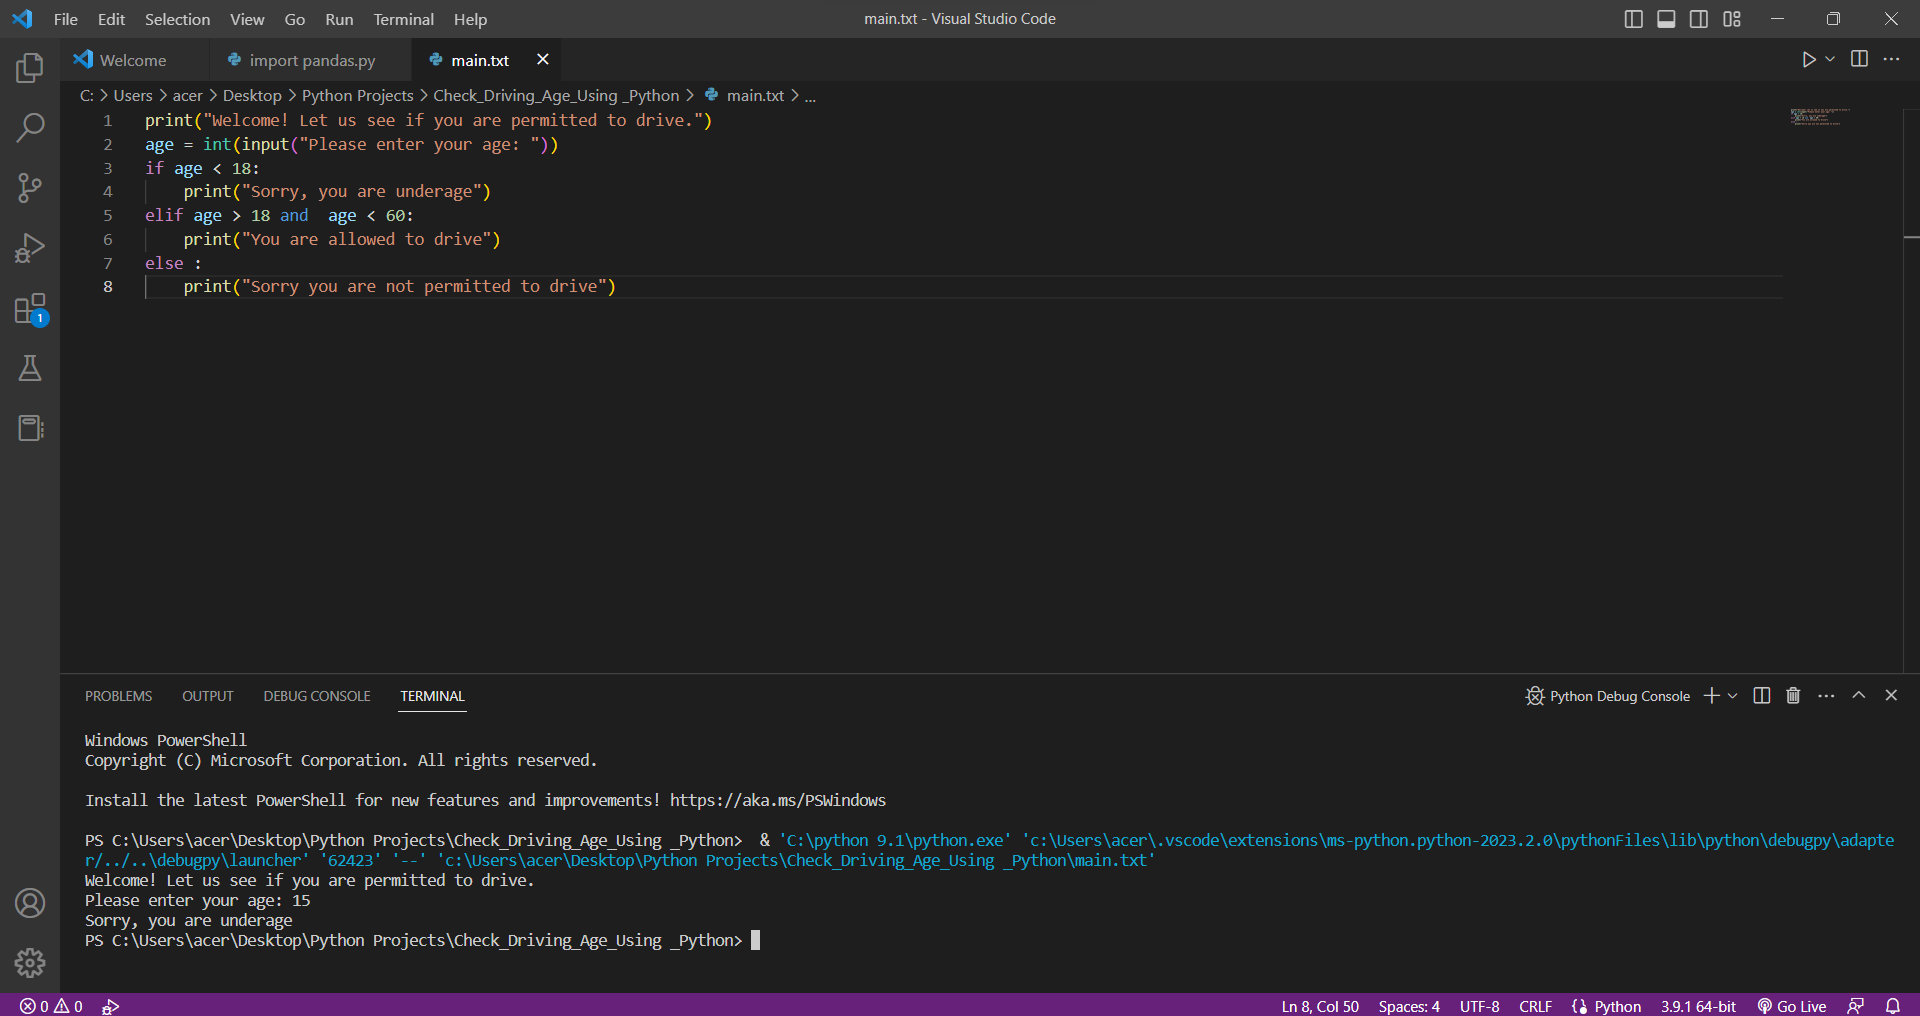 File Edit Selection View Go Run Terminal Help
main.txt - Visual Studio Code
Welcome
import pandas.py
main.txt
C: > Users > acer > Desktop > Python Projects > Check_Driving_Age_Using _Python > main.txt > ...
1 print("Welcome! Let us see if you are permitted to drive.")
2 age = int(input("Please enter your age: "))
3 if age < 18:
4     print("Sorry, you are underage")
5 elif age > 18 and  age < 60:
6     print("You are allowed to drive")
7 else :
8     print("Sorry you are not permitted to drive")
1
PROBLEMS OUTPUT DEBUG CONSOLE TERMINAL
Python Debug Console
Windows PowerShell
Copyright (C) Microsoft Corporation. All rights reserved.
Install the latest PowerShell for new features and improvements! https://aka.ms/PSWindows
PS C:\Users\acer\Desktop\Python Projects\Check_Driving_Age_Using _Python>  & 'C:\python 9.1\python.exe' 'c:\Users\acer\.vscode\extensions\ms-python.python-2023.2.0\pythonFiles\lib\python\debugpy\adapte
r/../..\debugpy\launcher' '62423' '--' 'c:\Users\acer\Desktop\Python Projects\Check_Driving_Age_Using _Python\main.txt'
Welcome! Let us see if you are permitted to drive.
Please enter your age: 15
Sorry, you are underage
PS C:\Users\acer\Desktop\Python Projects\Check_Driving_Age_Using _Python>
0 0
Ln 8, Col 50 Spaces: 4 UTF-8 CRLF Python 3.9.1 64-bit Go Live